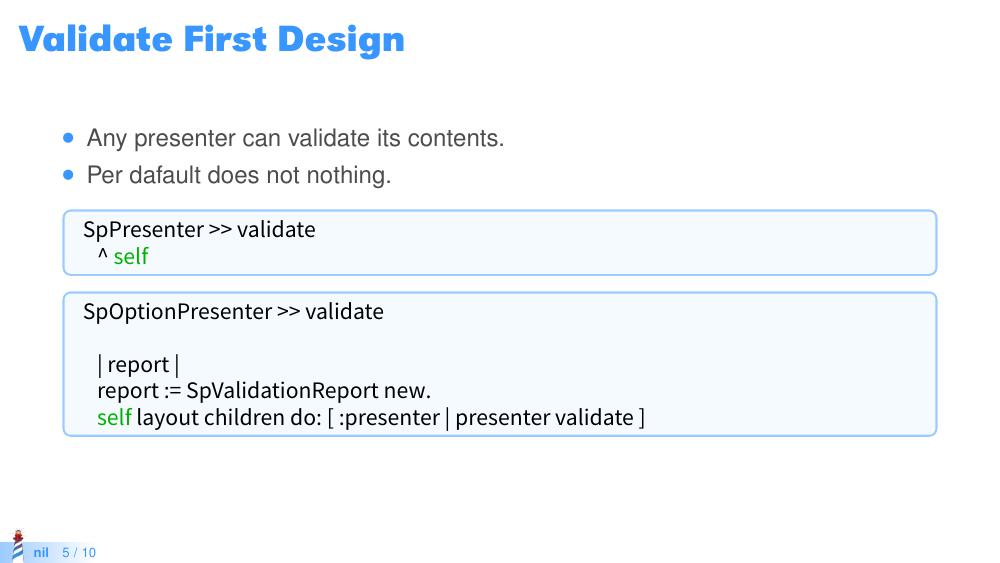 Validate First Design
• Any presenter can validate its contents.
• Per dafault does not nothing.
SpPresenter >> validate
^ self
SpOptionPresenter >> validate
| report |
report := SpValidationReport new.
self layout children do: [ :presenter | presenter validate ]
nil 5 / 10